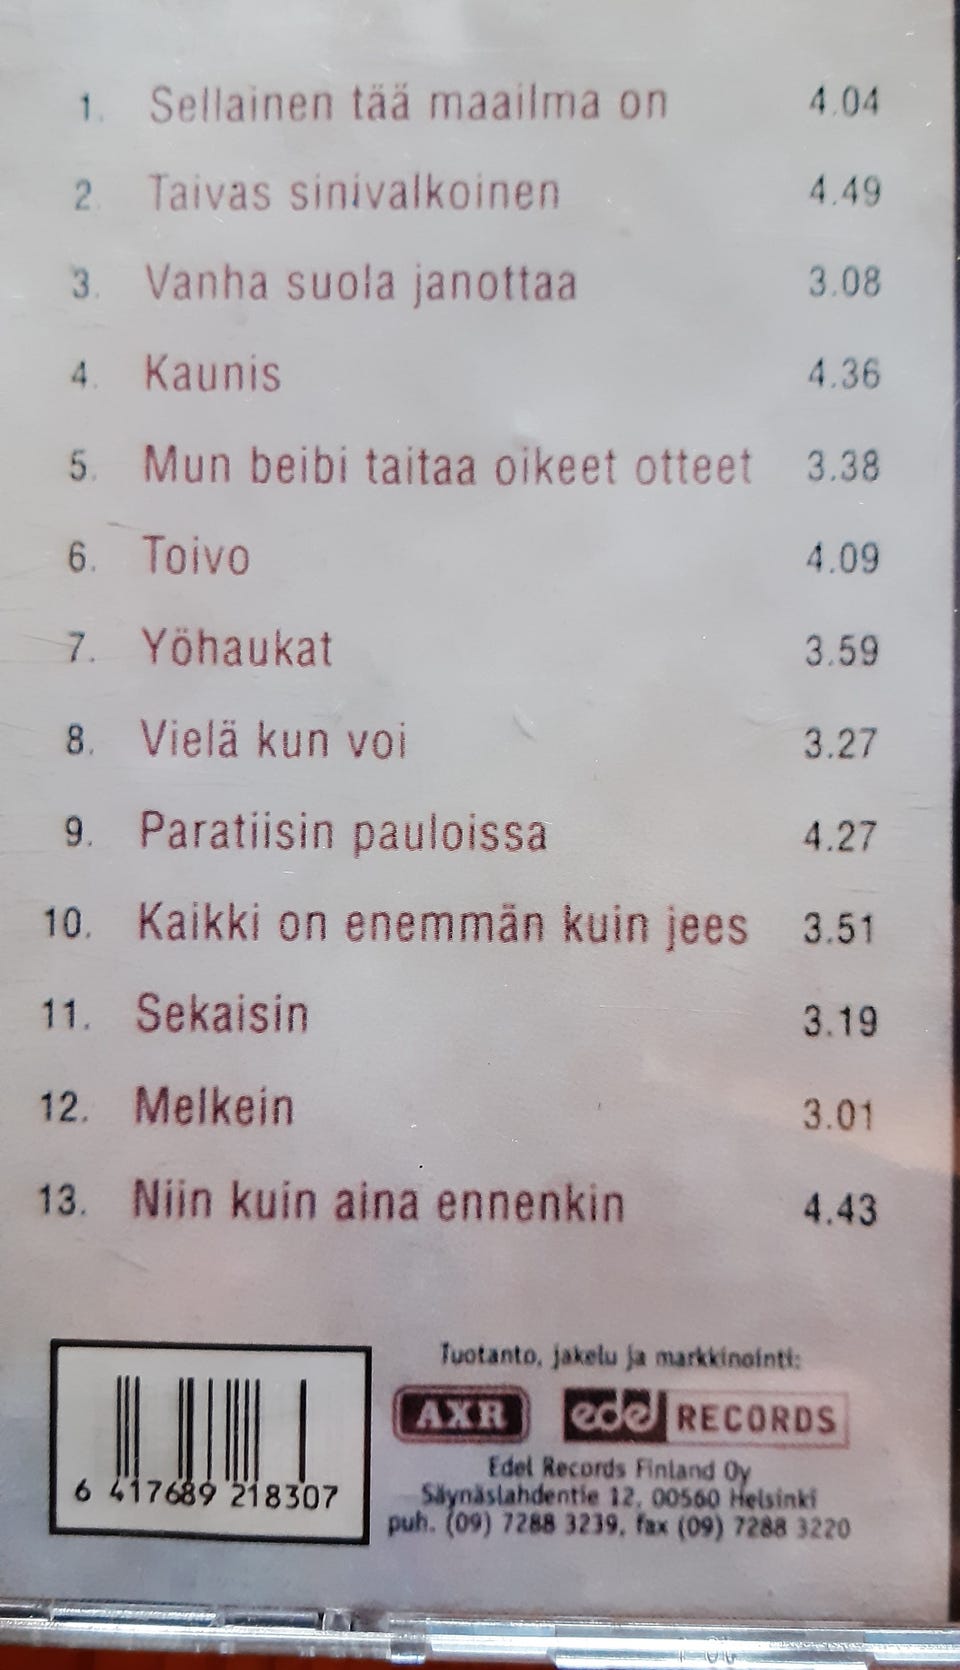 1. Sellainen tää maailma on 4.04
2. Taivas sinivalkoinen 4.49
3. Vanha suola janottaa 3.08
4. Kaunis 4.36
5. Mun beibi taitaa oikeet otteet 3.38
6. Toivo 4.09
7. Yöhaukat 3.59
8. Vielä kun voi 3.27
9. Paratiisin pauloissa 4.27
10. Kaikki on enemmän kuin jees 3.51
11. Sekaisin 3.19
12. Melkein 3.01
13. Niin kuin aina ennenkin 4.43
Tuotanto, jakelu ja markkinointi:
AXR edel RECORDS
Edel Records Finland Oy
Säynäslahdentie 12, 00560 Helsinki
puh. (09) 7288 3239, fax (09) 7288 3220
6 417689 218307